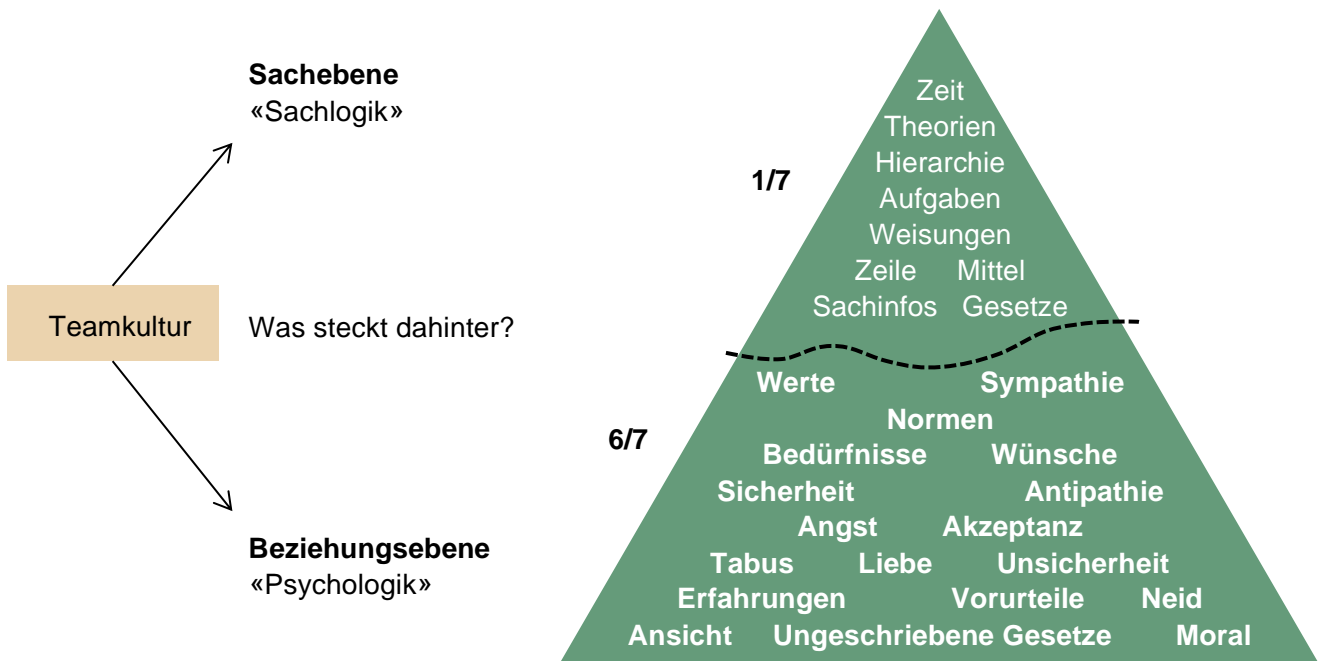 Sachebene
«Sachlogik»
Teamkultur
Was steckt dahinter?
Beziehungsebene
«Psychologik»
1/7
6/7
Zeit
Theorien
Hierarchie
Aufgaben
Weisungen
Zeile Mittel
Sachinfos Gesetze
Werte Sympathie
Normen
Bedürfnisse Wünsche
Sicherheit Antipathie
Angst Akzeptanz
Tabus Liebe Unsicherheit
Erfahrungen Vorurteile Neid
Ansicht Ungeschriebene Gesetze Moral